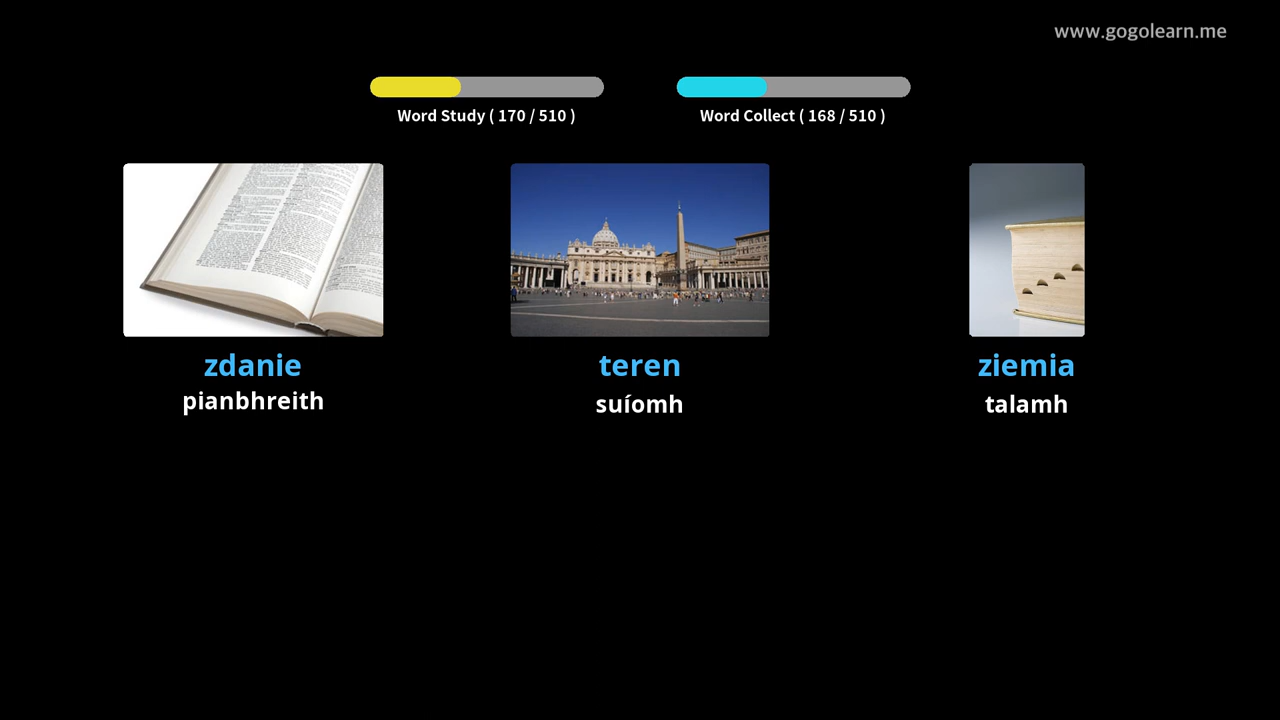 www.gogolearn.me
Word Study ( 170 / 510 )
Word Collect ( 168 / 510 )
zdanie
pianbhreith
teren
suíomh
ziemia
talamh